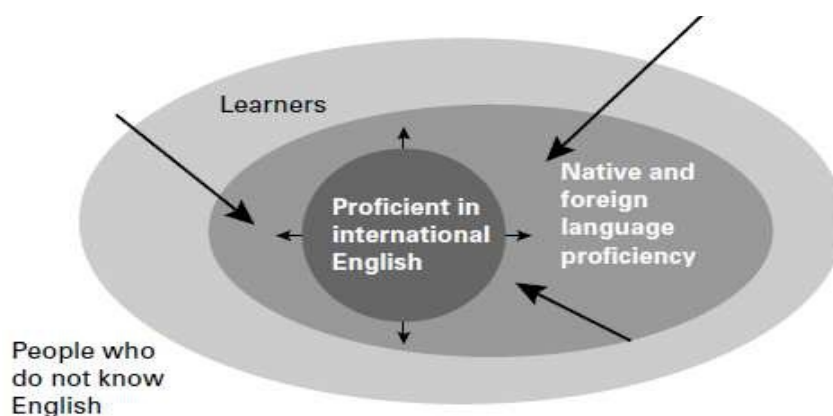 Learners
Proficient in
international
English
Native and
foreign
language
proficiency
People who
do not know
English